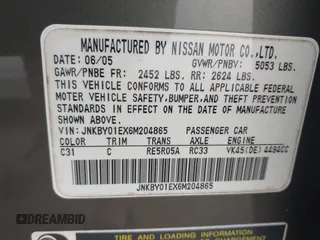 MANUFACTURED BY NISSAN MOTOR CO.,LTD.
DATE: 06/05 GVWR/PNBV: 5053 LBS.
GAWR/PNBE FR: 2452 LBS. RR: 2624 LBS.
THIS VEHICLE CONFORMS TO ALL APPLICABLE
FEDERAL MOTOR VEHICLE
SAFETY,BUMPER,AND THEFT PREVENTION
STANDARDS IN EFFECT ON THE DATE OF
MANUFACTURE SHOWN ABOVE.
VIN: JNKBY01EX6M204865 PASSENGER CAR
COLOR TRIM TRANS AXLE ENGINE
C31 C RE5R05A RC33 VK45(DE) 4494CC
JNKBY01EX6M204865
DREAMBID
TIRE AND LOADING INFORMATION